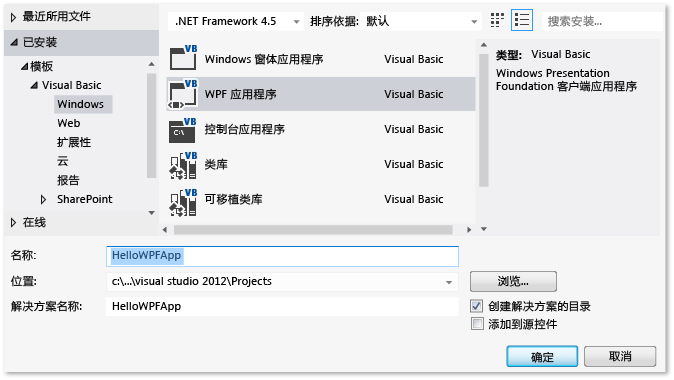 最近所用文件
.NET Framework 4.5
排序依据: 默认
搜索安装...
已安装
模板
Visual Basic
Windows
Web
扩展性
云
报告
SharePoint
在线
VB
Windows 窗体应用程序 Visual Basic
VB
WPF 应用程序 Visual Basic
VB
C:\
控制台应用程序 Visual Basic
VB
类库 Visual Basic
VB
可移植类库 Visual Basic
类型: Visual Basic
Windows Presentation
Foundation 客户端应用程序
名称: HelloWPFApp
位置: c:\...\visual studio 2012\Projects 浏览...
解决方案名称: HelloWPFApp
创建解决方案的目录
添加到源控件
确定 取消